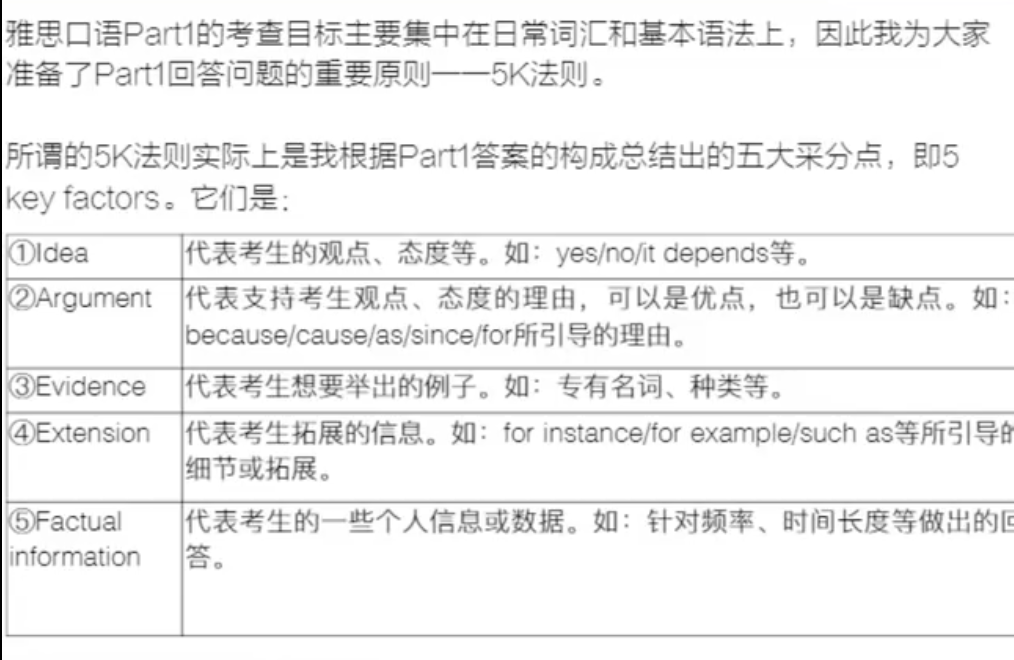 雅思口语Part1的考查目标主要集中在日常词汇和基本语法上，因此我为大家
准备了Part1回答问题的重要原则——5K法则。
所谓的5K法则实际上是我根据Part1答案的构成总结出的五大采分点，即5
key factors。它们是：
①Idea
代表考生的观点、态度等。如：yes/no/it depends等。
②Argument
代表支持考生观点、态度的理由，可以是优点，也可以是缺点。如：
because/cause/as/since/for所引导的理由。
③Evidence
代表考生想要举出的例子。如：专有名词、种类等。
④Extension
代表考生拓展的信息。如：for instance/for example/such as等所引导的
细节或拓展。
⑤Factual
information
代表考生的一些个人信息或数据。如：针对频率、时间长度等做出的回
答。